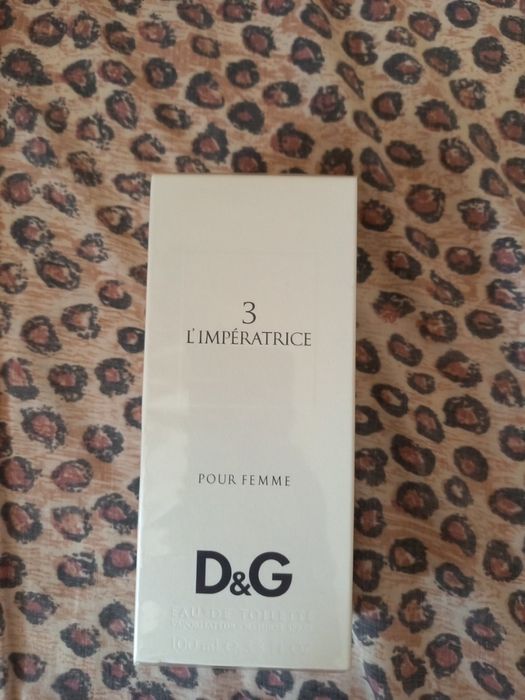 3
L'IMPÉRATRICE
POUR FEMME
D&G
EAU DE TOILETTE
100 ml e